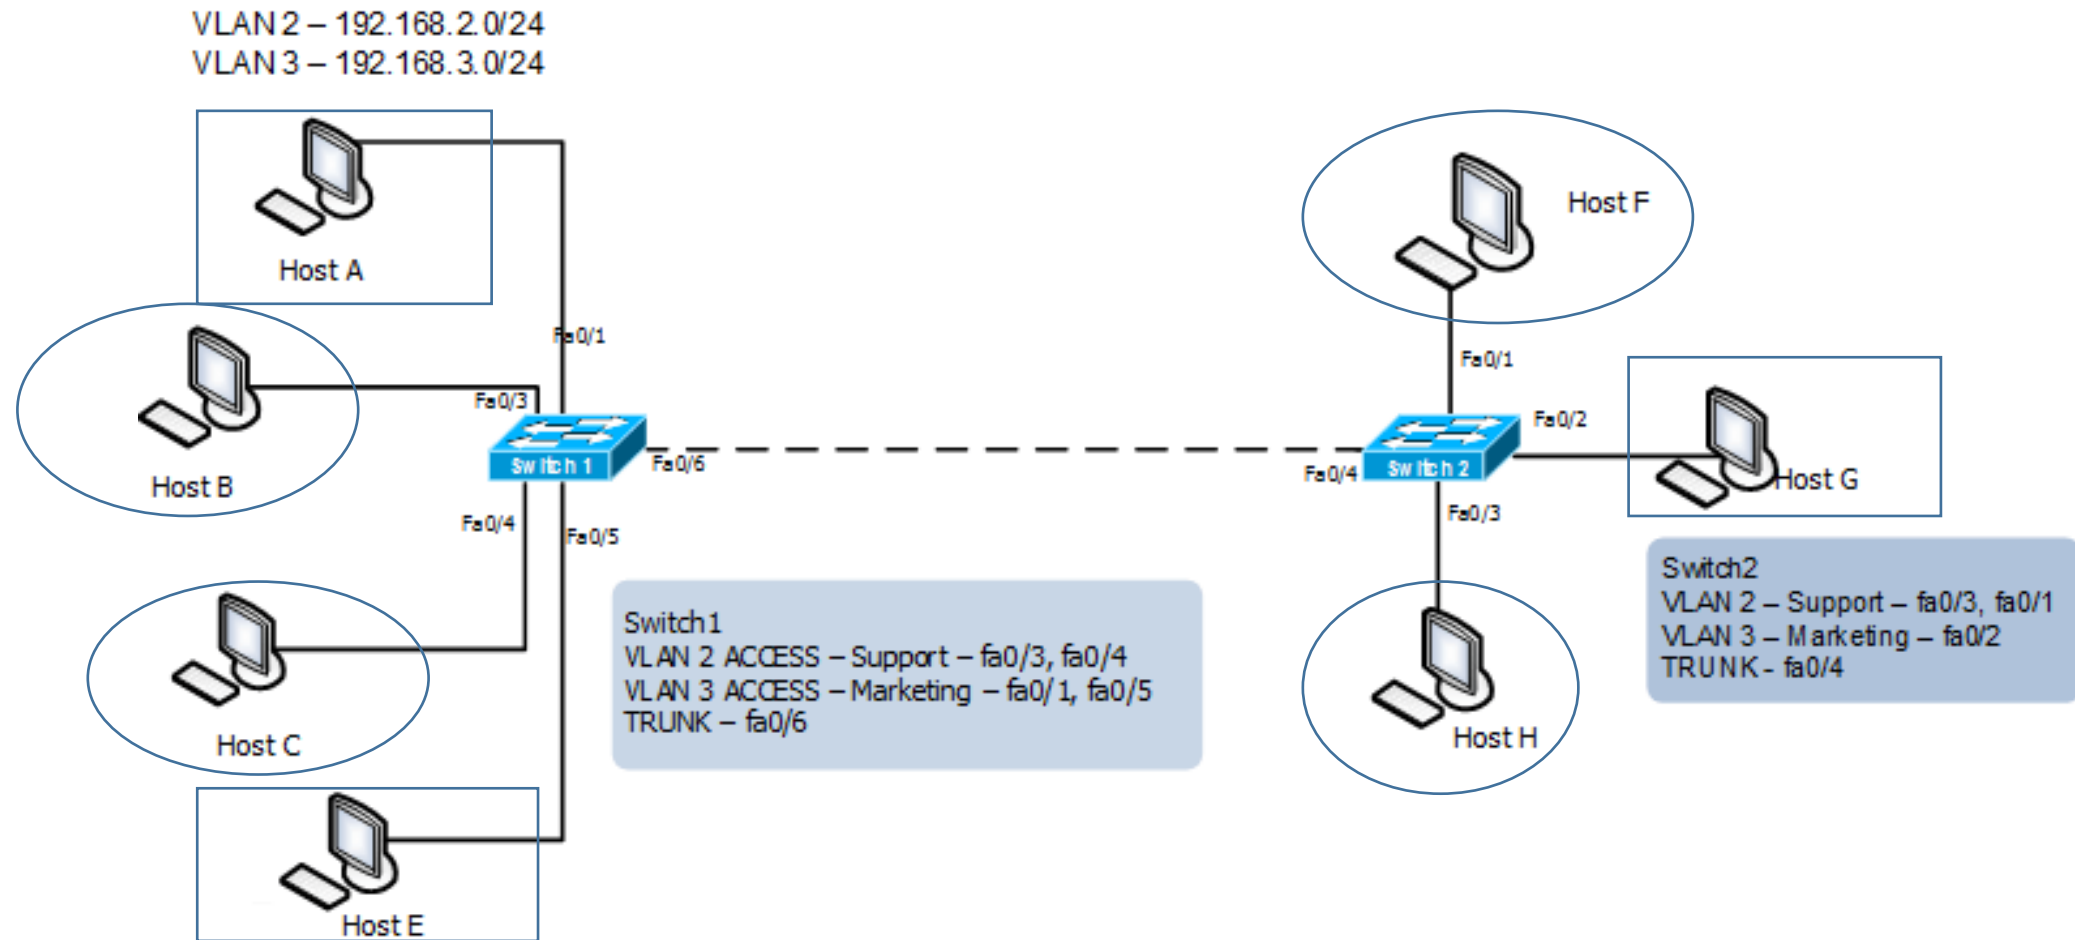 VLAN 2 – 192.168.2.0/24
VLAN 3 – 192.168.3.0/24
Host A
Fa0/1
Host B
Fa0/3
Switch 1
Fa0/6
Fa0/4
Fa0/5
Host C
Host E
Switch1
VLAN 2 ACCESS – Support – fa0/3, fa0/4
VLAN 3 ACCESS – Marketing – fa0/1, fa0/5
TRUNK – fa0/6
Host F
Fa0/1
Fa0/2
Fa0/4
Switch 2
Host G
Fa0/3
Host H
Switch2
VLAN 2 – Support – fa0/3, fa0/1
VLAN 3 – Marketing – fa0/2
TRUNK - fa0/4